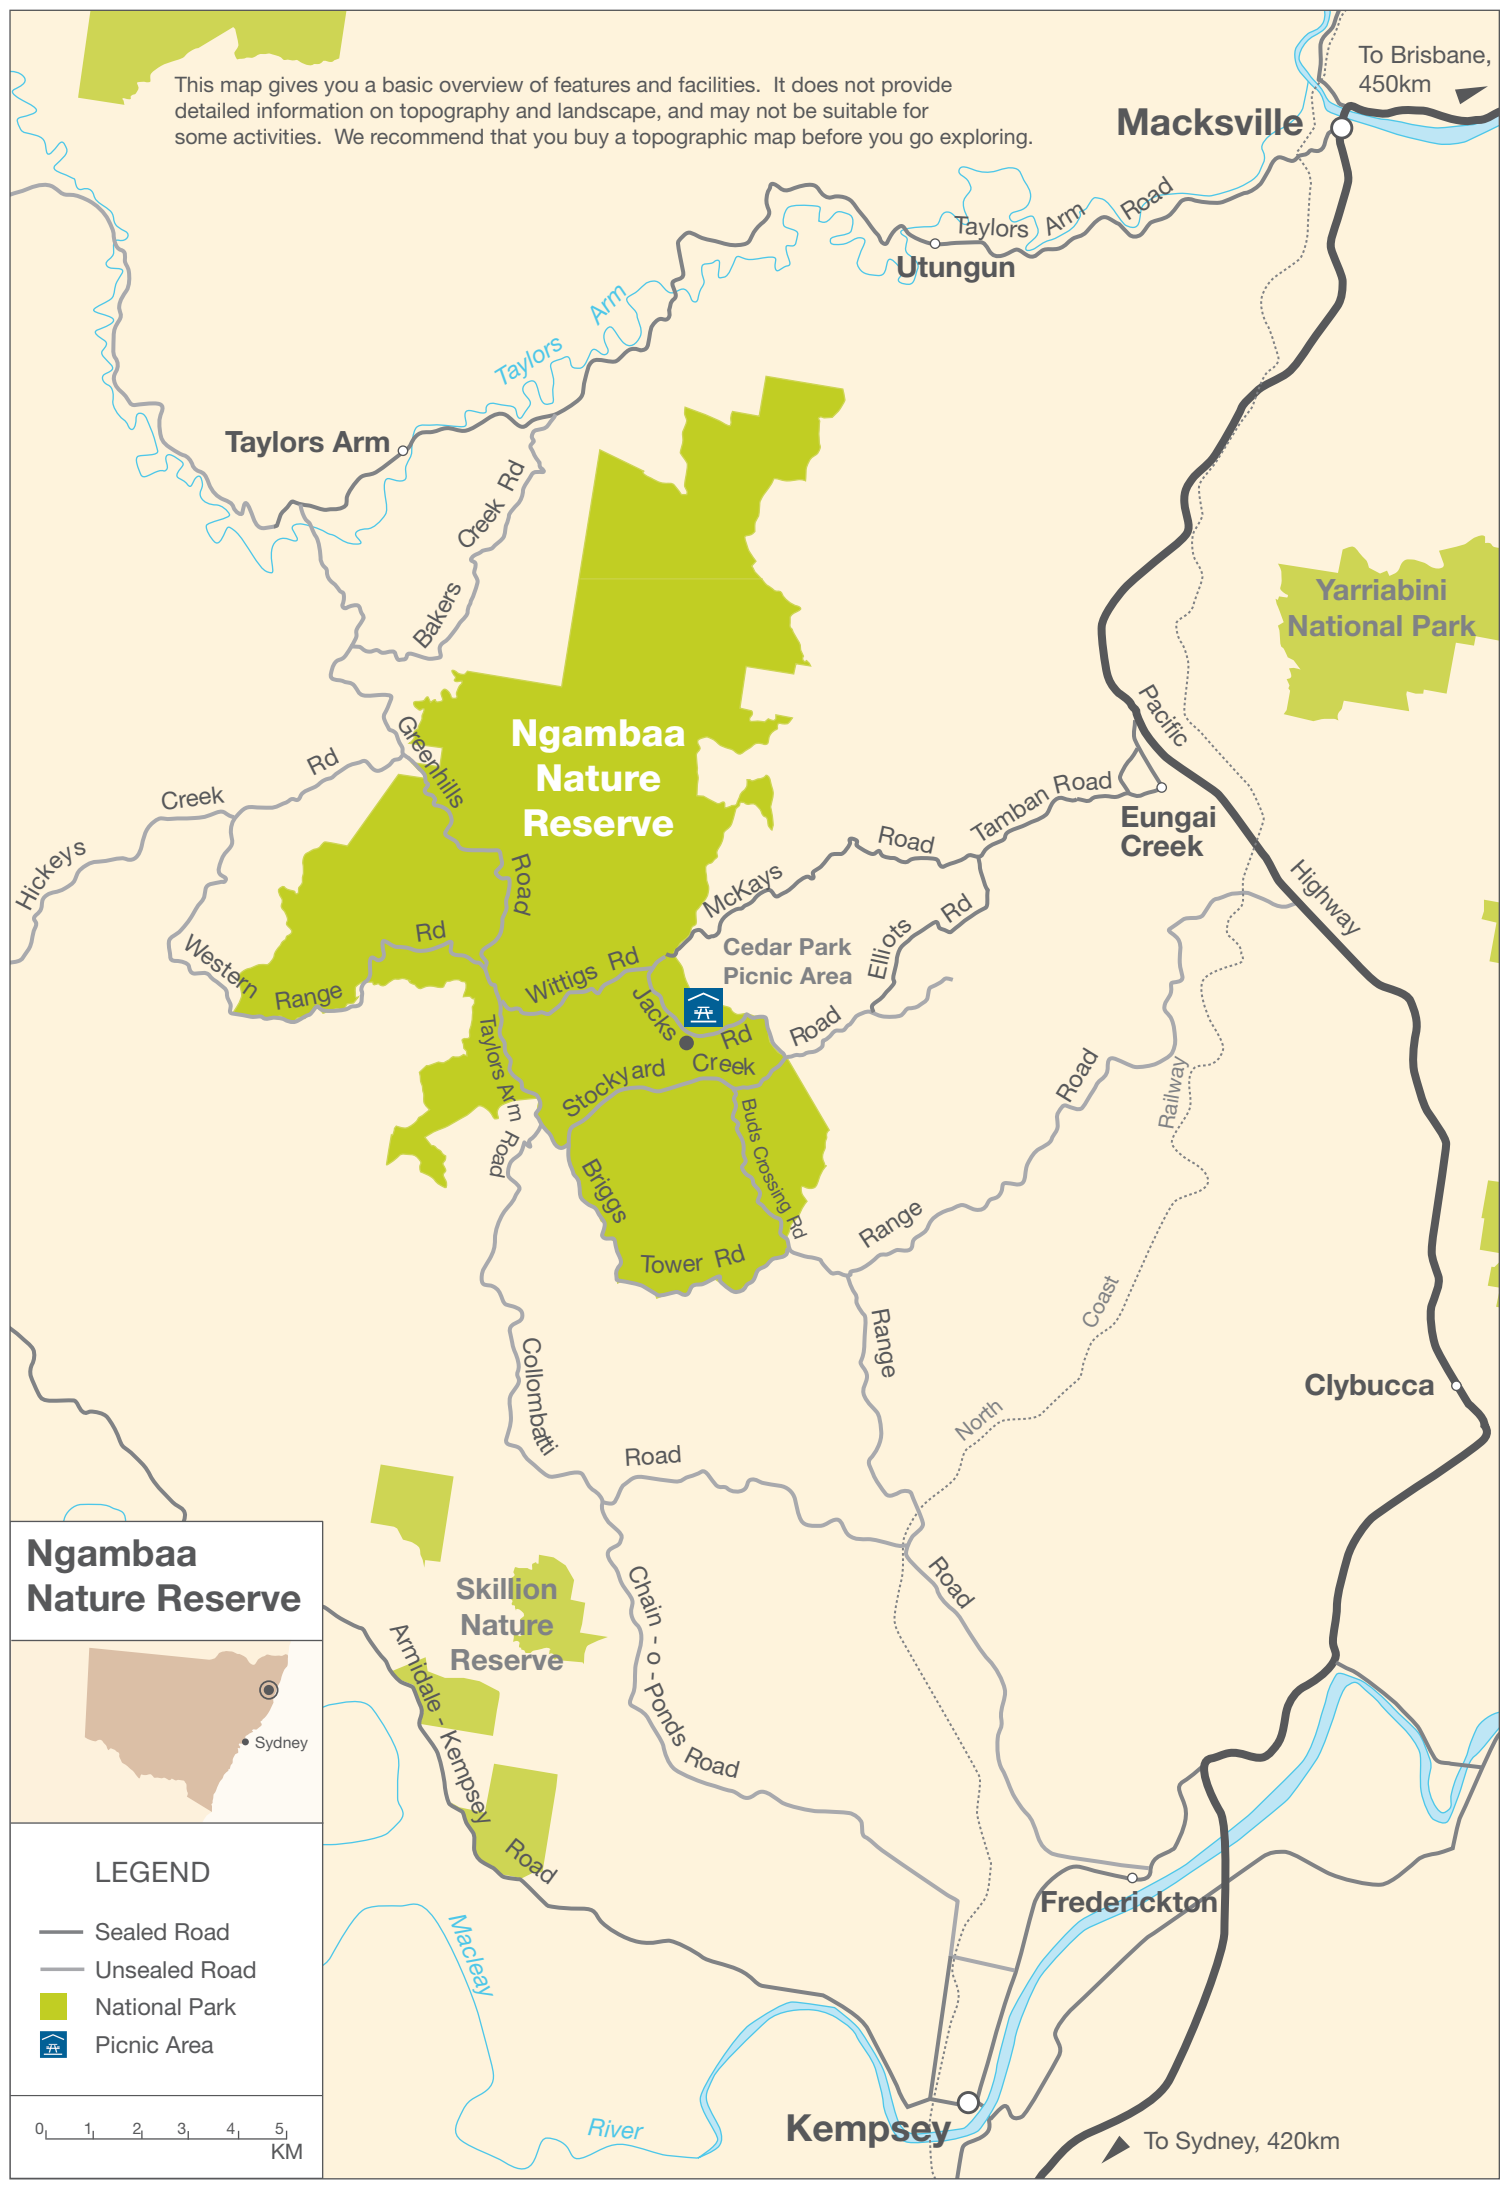 This map gives you a basic overview of features and facilities.  It does not provide
detailed information on topography and landscape, and may not be suitable for
some activities.  We recommend that you buy a topographic map before you go exploring.
To Brisbane,
450km
Macksville
Taylors Arm Road
Utungun
Taylors Arm
Taylors Arm
Bakers Creek Rd
Yarriabini
National Park
Pacific Highway
Ngambaa
Nature
Reserve
Greenhills Road
Hickeys Creek Rd
Tamban Road
Eungai
Creek
McKays Road
Elliots Rd
Cedar Park
Picnic Area
Western Range Rd
Wittigs Rd
Jacks Rd
Taylors Arm Road
Stockyard Creek Road
Buds Crossing Rd
Briggs
Tower Rd
Range Road
Range Road
North Coast Railway
Clybucca
Collombatti Road
Chain - o - Ponds Road
Skillion
Nature
Reserve
Armidale - Kempsey Road
Frederickton
Macleay River
Kempsey
To Sydney, 420km
Ngambaa
Nature Reserve
Sydney
LEGEND
Sealed Road
Unsealed Road
National Park
Picnic Area
0 1 2 3 4 5
KM